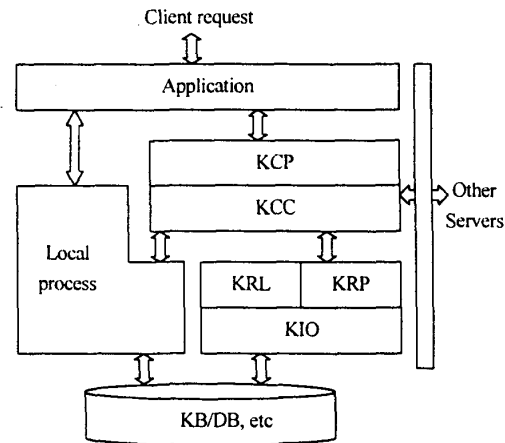 Client request
Application
KCP
KCC
Other
Servers
Local
process
KRL
KRP
KIO
KB/DB, etc